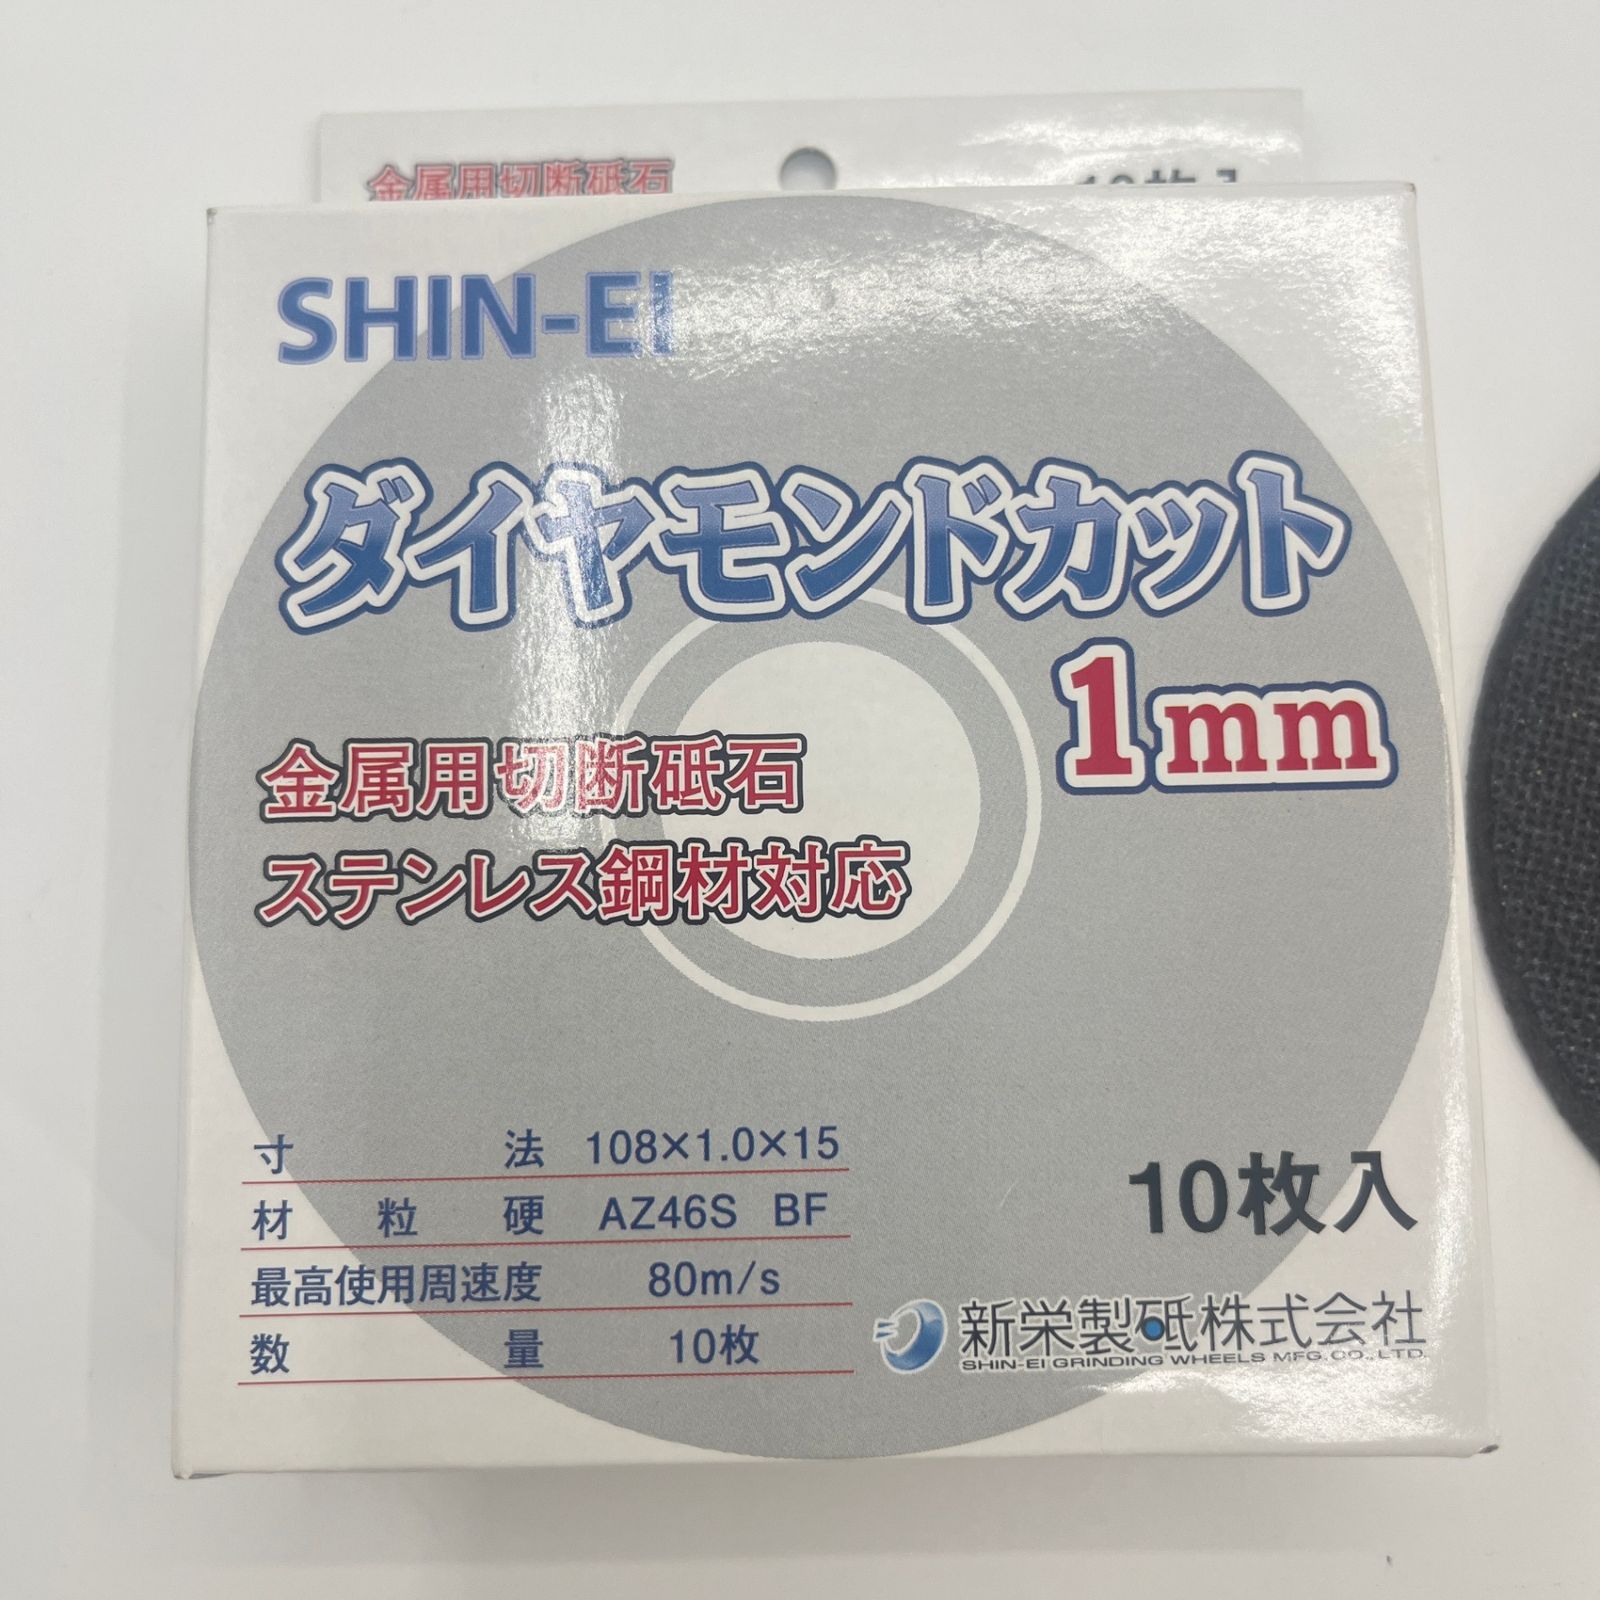 金属用切断砥石
10枚入
SHIN-EI
ダイヤモンドカット
1mm
金属用切断砥石
ステンレス鋼材対応
寸法 108×1.0×15
材粒硬 AZ46S BF
最高使用周速度 80m/s
数量 10枚
10枚入
新栄製砥株式会社
SHIN-EI GRINDING WHEELS MFG.CO.,LTD.